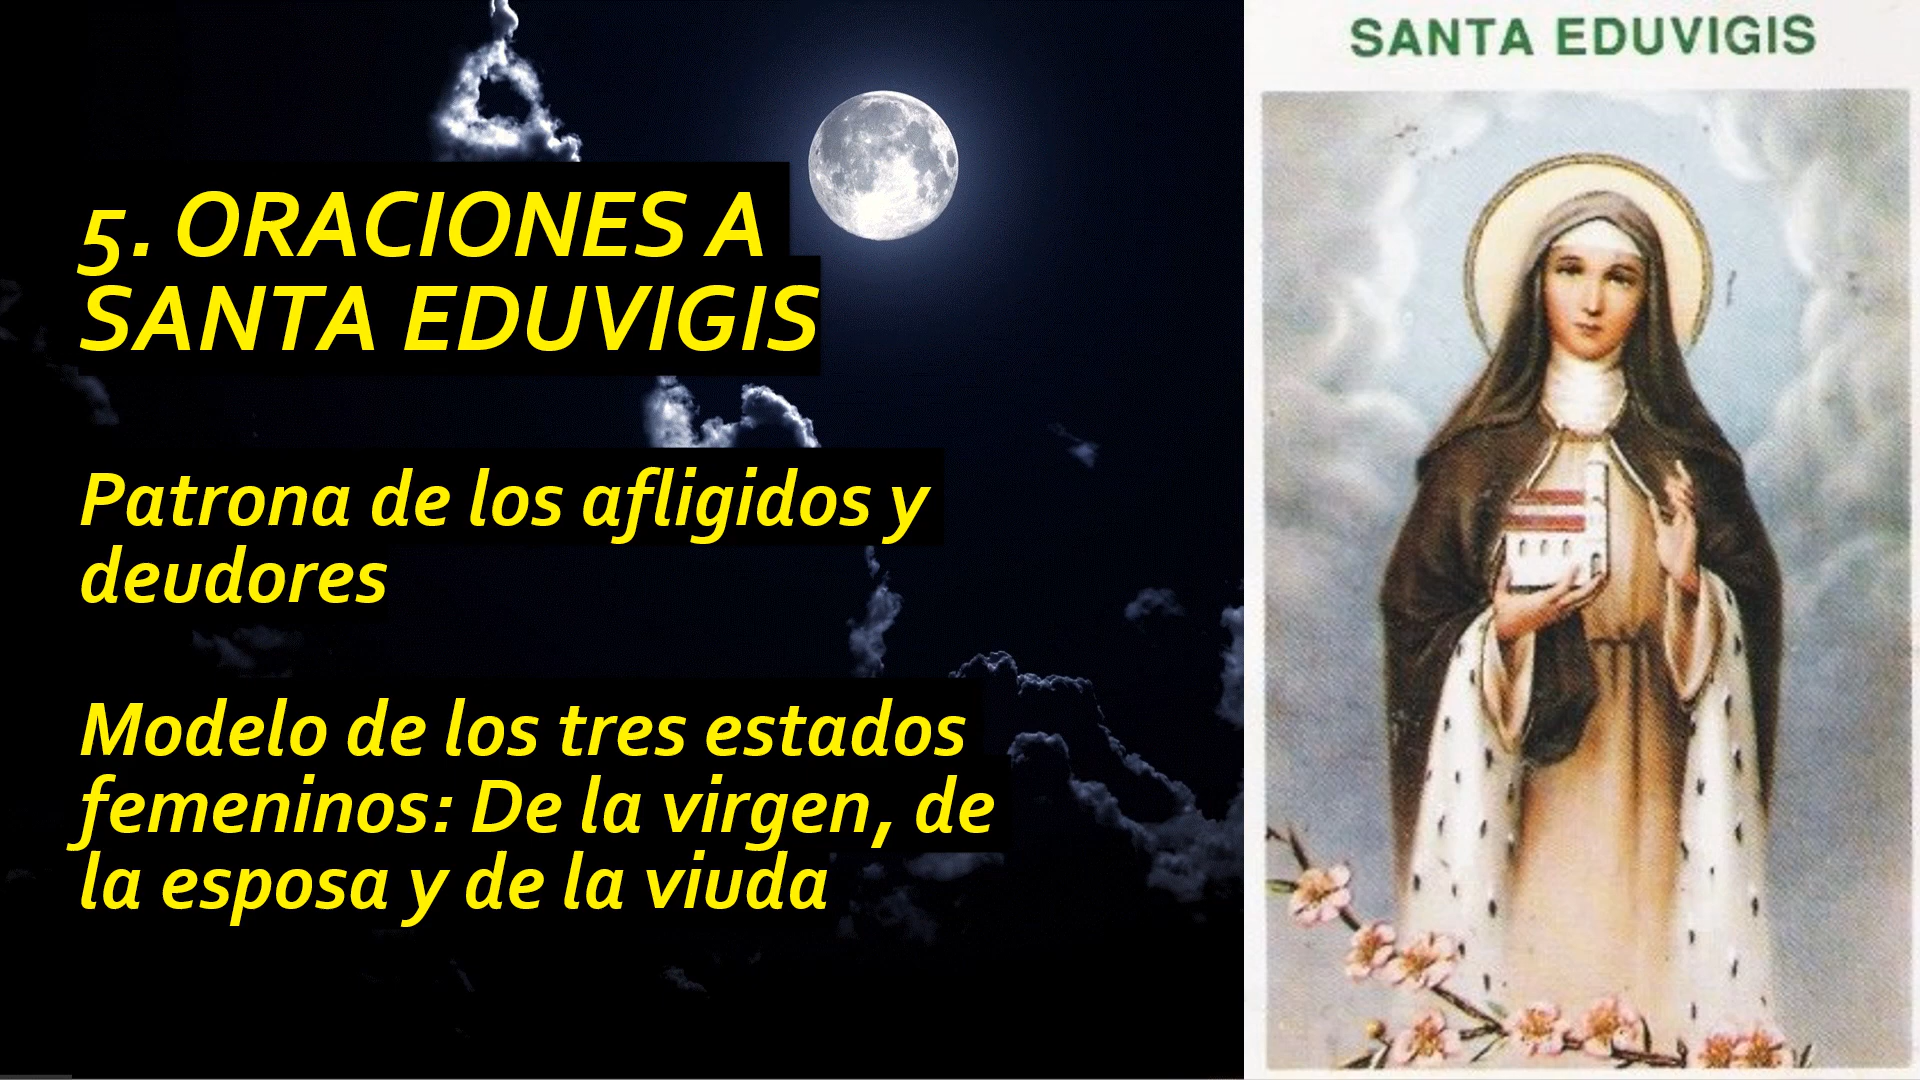 5. ORACIONES A
SANTA EDUVIGIS
Patrona de los afligidos y
deudores
Modelo de los tres estados
femeninos: De la virgen, de
la esposa y de la viuda
SANTA EDUVIGIS